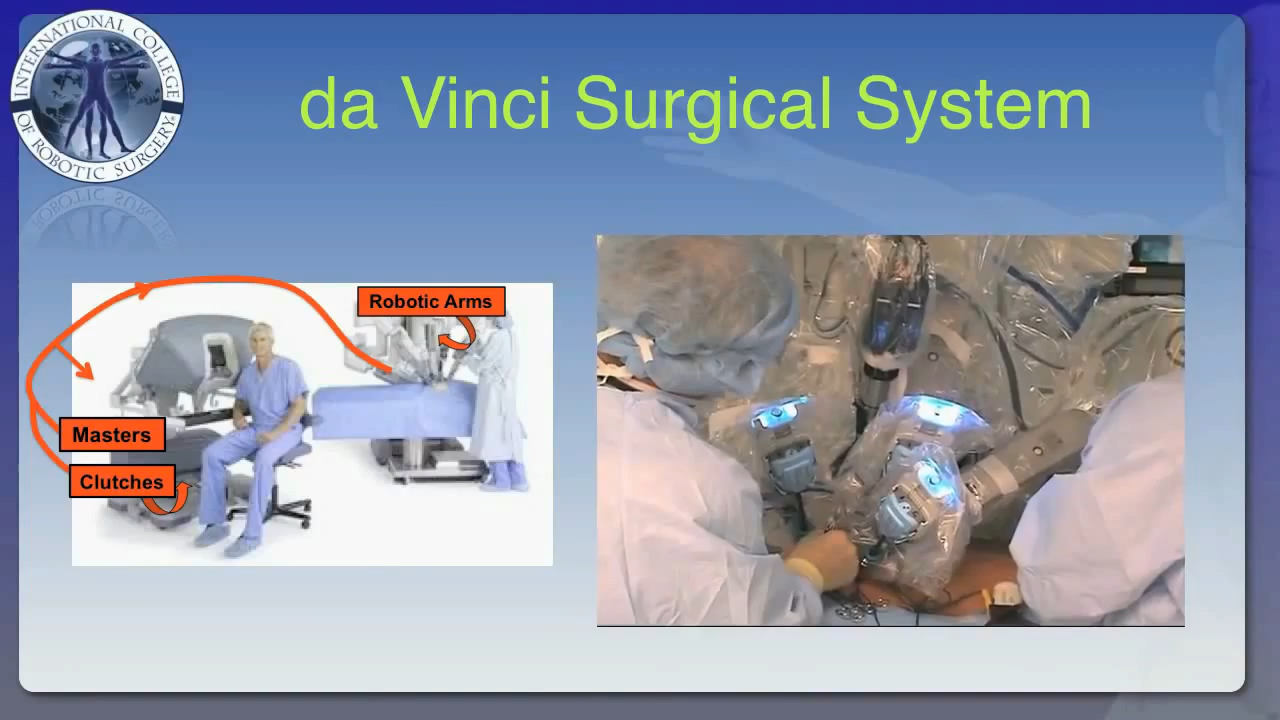 INTERNATIONAL COLLEGE
OF ROBOTIC SURGERY
da Vinci Surgical System
Robotic Arms
Masters
Clutches